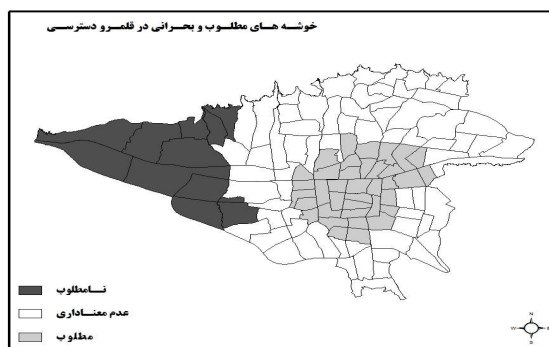 خوشه های مطلوب و بحرانی در قلمرو دسترسی
نامطلوب
عدم معناداری
مطلوب
N
W E
S